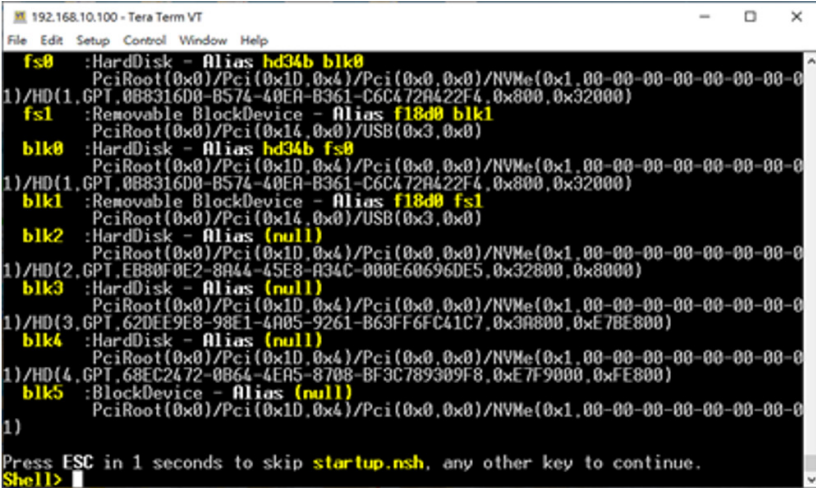 192.168.10.100 - Tera Term VT
File Edit Setup Control Window Help
fs0 :HardDisk - Alias hd34b blk0
PciRoot(0x0)/Pci(0x1D,0x4)/Pci(0x0,0x0)/NVMe(0x1,00-00-00-00-00-00-00-0
1)/HD(1,GPT,0B8316D0-B574-40EA-B361-C6C472A422F4,0x800,0x32000)
fs1 :Removable BlockDevice - Alias f18d0 blk1
PciRoot(0x0)/Pci(0x14,0x0)/USB(0x3,0x0)
blk0 :HardDisk - Alias hd34b fs0
PciRoot(0x0)/Pci(0x1D,0x4)/Pci(0x0,0x0)/NVMe(0x1,00-00-00-00-00-00-00-0
1)/HD(1,GPT,0B8316D0-B574-40EA-B361-C6C472A422F4,0x800,0x32000)
blk1 :Removable BlockDevice - Alias f18d0 fs1
PciRoot(0x0)/Pci(0x14,0x0)/USB(0x3,0x0)
blk2 :HardDisk - Alias (null)
PciRoot(0x0)/Pci(0x1D,0x4)/Pci(0x0,0x0)/NVMe(0x1,00-00-00-00-00-00-00-0
1)/HD(2,GPT,EB80F0E2-8A44-45E8-A34C-000E60696DE5,0x32800,0x8000)
blk3 :HardDisk - Alias (null)
PciRoot(0x0)/Pci(0x1D,0x4)/Pci(0x0,0x0)/NVMe(0x1,00-00-00-00-00-00-00-0
1)/HD(3,GPT,62DEE9E8-98E1-4A05-9261-B63FF6FC41C7,0x3A800,0xE7BE800)
blk4 :HardDisk - Alias (null)
PciRoot(0x0)/Pci(0x1D,0x4)/Pci(0x0,0x0)/NVMe(0x1,00-00-00-00-00-00-00-0
1)/HD(4,GPT,68EC2472-0B64-4EA5-8708-BF3C789309F8,0xE7F9000,0xFE800)
blk5 :BlockDevice - Alias (null)
PciRoot(0x0)/Pci(0x1D,0x4)/Pci(0x0,0x0)/NVMe(0x1,00-00-00-00-00-00-00-0
1)
Press ESC in 1 seconds to skip startup.nsh, any other key to continue.
Shell>